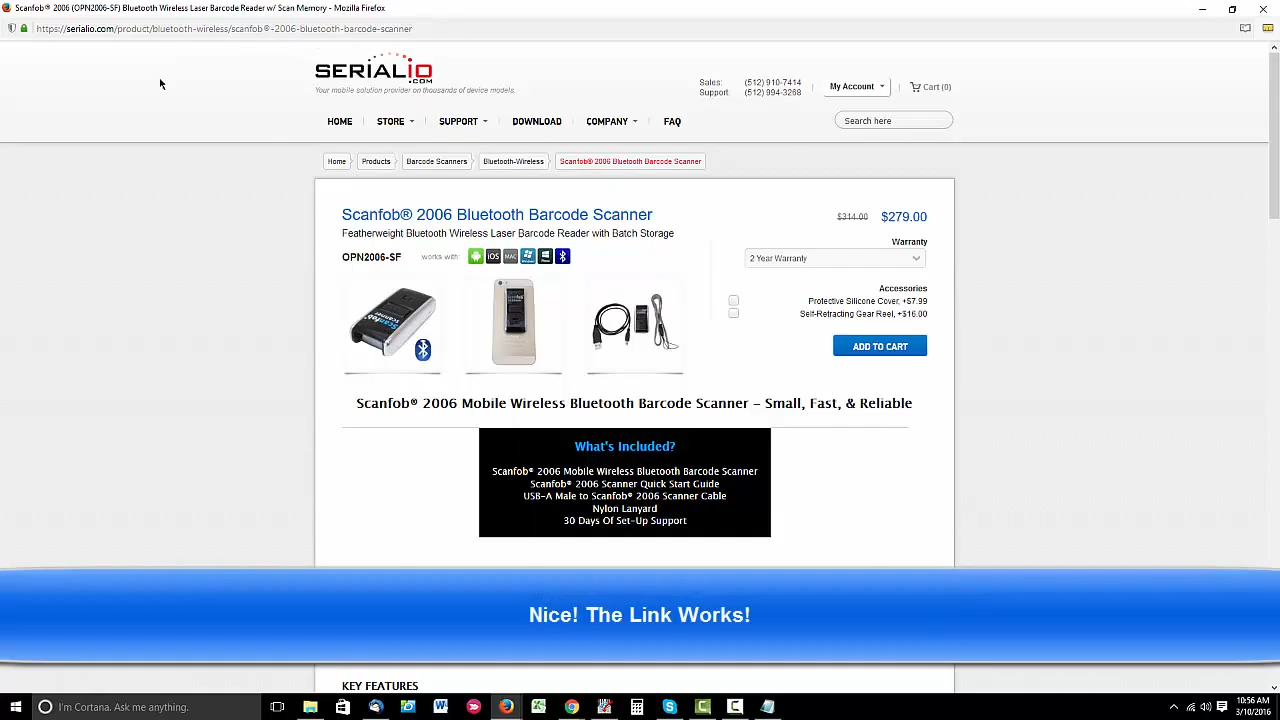 Scanfob® 2006 (OPN2006-SF) Bluetooth Wireless Laser Barcode Reader w/ Scan Memory - Mozilla Firefox
https://serialio.com/product/bluetooth-wireless/scanfob®-2006-bluetooth-barcode-scanner
SERIALIO
.COM
Your mobile solution provider on thousands of device models.
Sales: (512) 910-7414
Support: (512) 994-3268
My Account
Cart (0)
HOME STORE SUPPORT DOWNLOAD COMPANY FAQ
Search here
Home Products Barcode Scanners Bluetooth-Wireless Scanfob® 2006 Bluetooth Barcode Scanner
Scanfob® 2006 Bluetooth Barcode Scanner
$314.00 $279.00
Featherweight Bluetooth Wireless Laser Barcode Reader with Batch Storage
OPN2006-SF works with: iOS MAC
Warranty
2 Year Warranty
Accessories
Protective Silicone Cover, +$7.99
Self-Retracting Gear Reel, +$16.00
ADD TO CART
Scanfob® 2006 Mobile Wireless Bluetooth Barcode Scanner – Small, Fast, & Reliable
What's Included?
Scanfob® 2006 Mobile Wireless Bluetooth Barcode Scanner
Scanfob® 2006 Scanner Quick Start Guide
USB-A Male to Scanfob® 2006 Scanner Cable
Nylon Lanyard
30 Days Of Set-Up Support
Nice! The Link Works!
KEY FEATURES
I'm Cortana. Ask me anything.
10:56 AM
3/10/2016